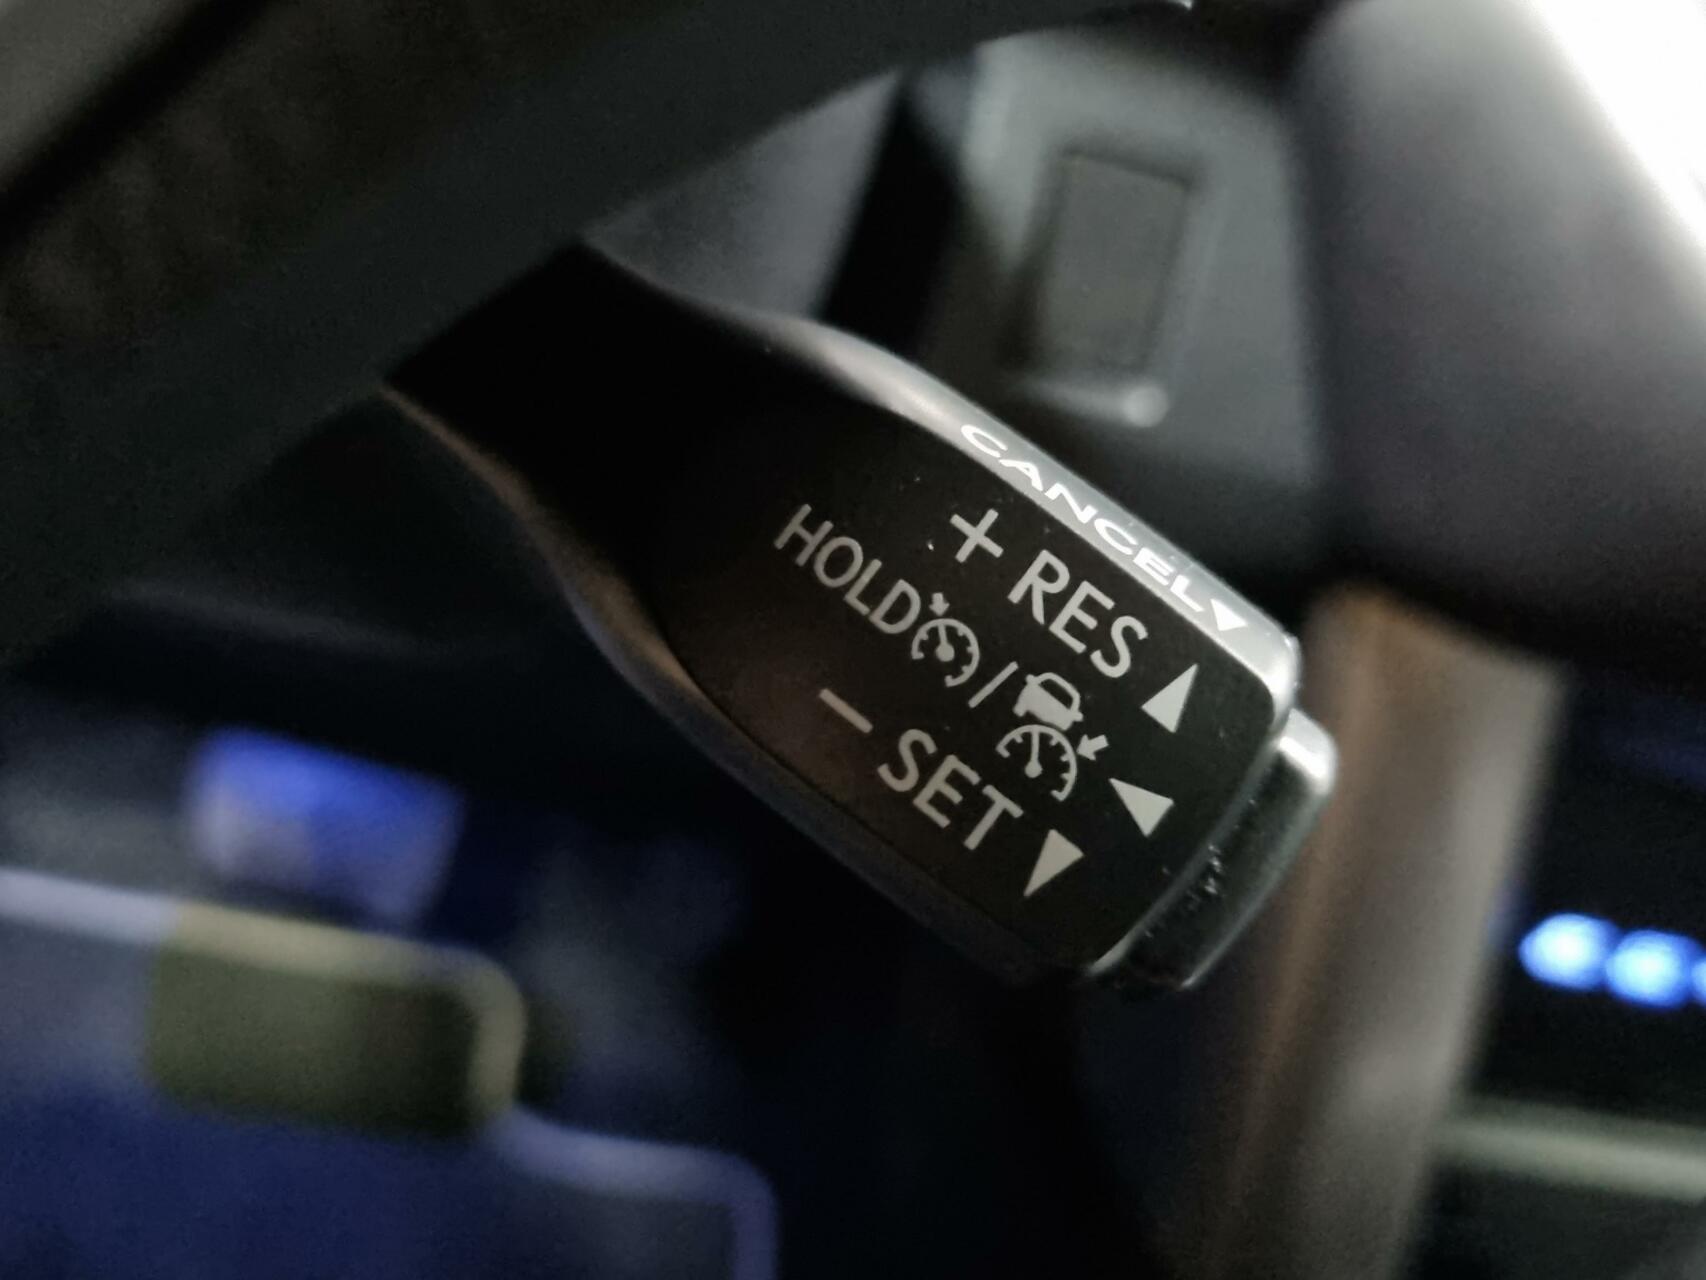 CANCEL
+ RES
HOLD /
- SET